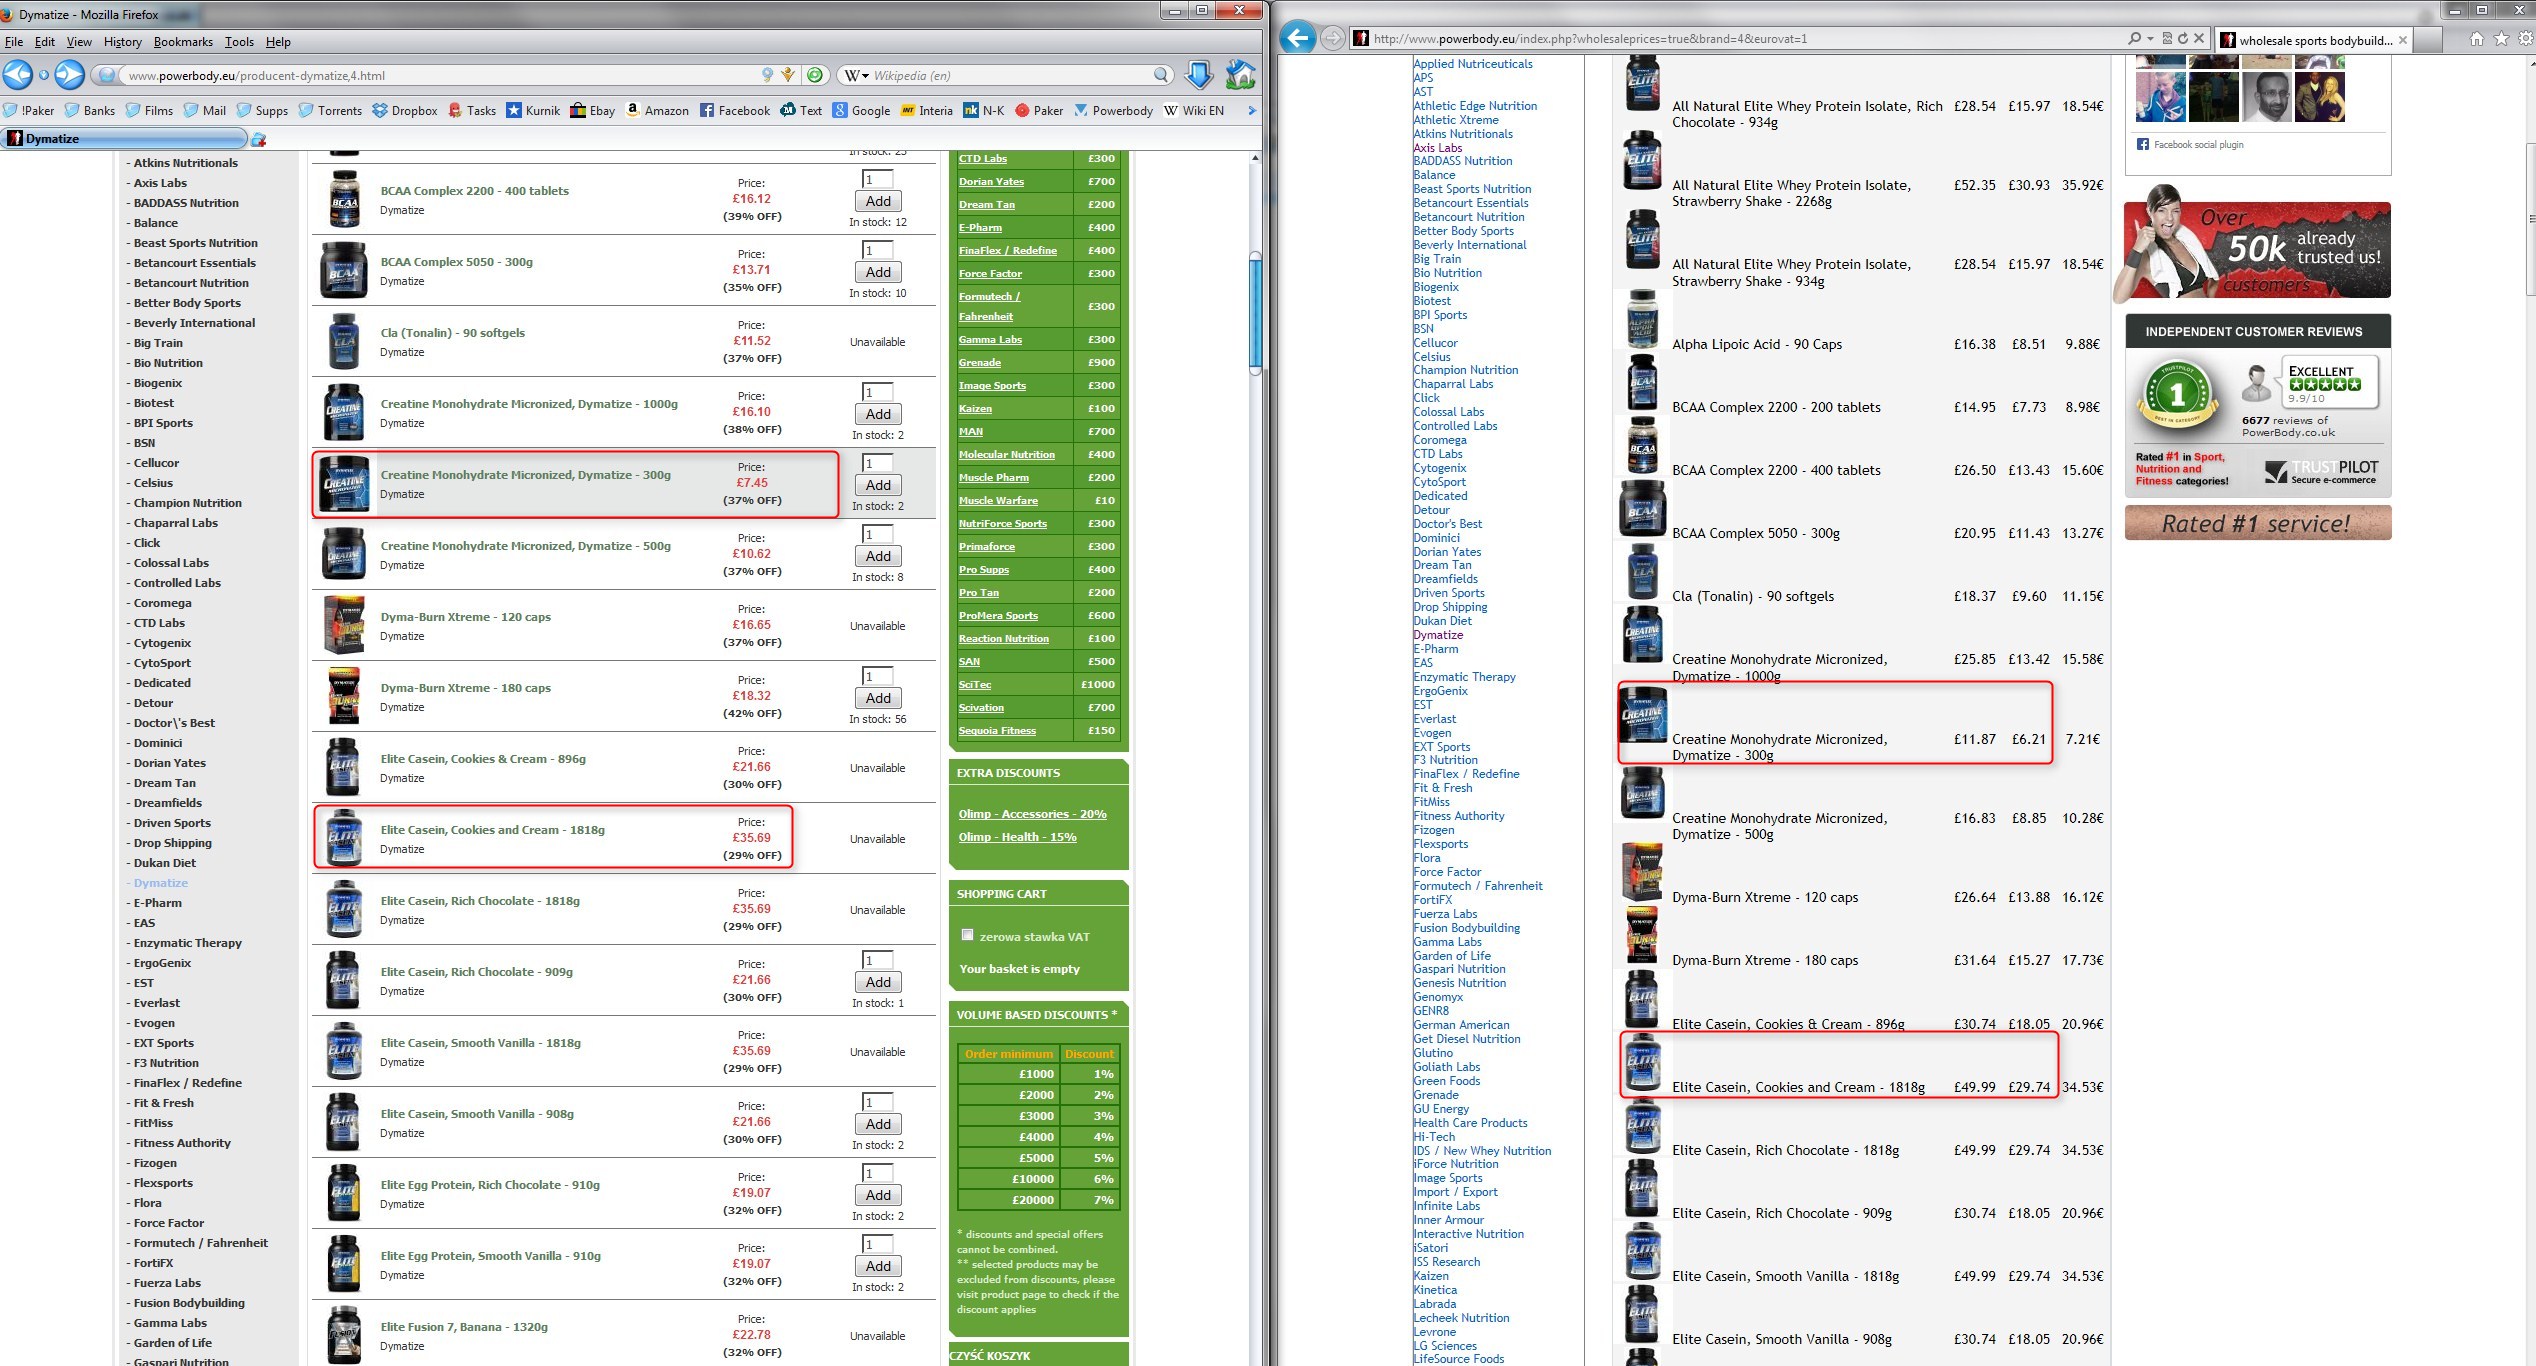 Dymatize - Mozilla Firefox
File Edit View History Bookmarks Tools Help
www.powerbody.eu/producent-dymatize,4.html
W Wikipedia (en)
!Paker Banks Films Mail Supps Torrents Dropbox Tasks Kurnik Ebay Amazon Facebook Text Google Interia N-K Paker Powerbody Wiki EN
Dymatize
- Atkins Nutritionals
- Axis Labs
- BADDASS Nutrition
- Balance
- Beast Sports Nutrition
- Betancourt Essentials
- Betancourt Nutrition
- Better Body Sports
- Beverly International
- Big Train
- Bio Nutrition
- Biogenix
- Biotest
- BPI Sports
- BSN
- Cellucor
- Celsius
- Champion Nutrition
- Chaparral Labs
- Click
- Colossal Labs
- Controlled Labs
- Coromega
- CTD Labs
- Cytogenix
- CytoSport
- Dedicated
- Detour
- Doctor\'s Best
- Dominici
- Dorian Yates
- Dream Tan
- Dreamfields
- Driven Sports
- Drop Shipping
- Dukan Diet
- Dymatize
- E-Pharm
- EAS
- Enzymatic Therapy
- ErgoGenix
- EST
- Everlast
- Evogen
- EXT Sports
- F3 Nutrition
- FinaFlex / Redefine
- Fit & Fresh
- FitMiss
- Fitness Authority
- Fizogen
- Flexsports
- Flora
- Force Factor
- Formutech / Fahrenheit
- FortiFX
- Fuerza Labs
- Fusion Bodybuilding
- Gamma Labs
- Garden of Life
- Gaspari Nutrition
In stock: 23
BCAA Complex 2200 - 400 tablets
Dymatize
Price:
£16.12
(39% OFF)
1
Add
In stock: 12
BCAA Complex 5050 - 300g
Dymatize
Price:
£13.71
(35% OFF)
1
Add
In stock: 10
Cla (Tonalin) - 90 softgels
Dymatize
Price:
£11.52
(37% OFF)
Unavailable
Creatine Monohydrate Micronized, Dymatize - 1000g
Dymatize
Price:
£16.10
(38% OFF)
1
Add
In stock: 2
Creatine Monohydrate Micronized, Dymatize - 300g
Dymatize
Price:
£7.45
(37% OFF)
1
Add
In stock: 2
Creatine Monohydrate Micronized, Dymatize - 500g
Dymatize
Price:
£10.62
(37% OFF)
1
Add
In stock: 8
Dyma-Burn Xtreme - 120 caps
Dymatize
Price:
£16.65
(37% OFF)
Unavailable
Dyma-Burn Xtreme - 180 caps
Dymatize
Price:
£18.32
(42% OFF)
1
Add
In stock: 56
Elite Casein, Cookies & Cream - 896g
Dymatize
Price:
£21.66
(30% OFF)
Unavailable
Elite Casein, Cookies and Cream - 1818g
Dymatize
Price:
£35.69
(29% OFF)
Unavailable
Elite Casein, Rich Chocolate - 1818g
Dymatize
Price:
£35.69
(29% OFF)
Unavailable
Elite Casein, Rich Chocolate - 909g
Dymatize
Price:
£21.66
(30% OFF)
1
Add
In stock: 1
Elite Casein, Smooth Vanilla - 1818g
Dymatize
Price:
£35.69
(29% OFF)
Unavailable
Elite Casein, Smooth Vanilla - 908g
Dymatize
Price:
£21.66
(30% OFF)
1
Add
In stock: 2
Elite Egg Protein, Rich Chocolate - 910g
Dymatize
Price:
£19.07
(32% OFF)
1
Add
In stock: 2
Elite Egg Protein, Smooth Vanilla - 910g
Dymatize
Price:
£19.07
(32% OFF)
1
Add
In stock: 2
Elite Fusion 7, Banana - 1320g
Dymatize
Price:
£22.78
(32% OFF)
Unavailable
CTD Labs £300
Dorian Yates £700
Dream Tan £200
E-Pharm £400
FinaFlex / Redefine £400
Force Factor £300
Formutech /
Fahrenheit £300
Gamma Labs £300
Grenade £900
Image Sports £300
Kaizen £100
MAN £700
Molecular Nutrition £400
Muscle Pharm £200
Muscle Warfare £10
NutriForce Sports £300
Primaforce £300
Pro Supps £400
Pro Tan £200
ProMera Sports £600
Reaction Nutrition £100
SAN £500
SciTec £1000
Scivation £700
Sequoia Fitness £150
EXTRA DISCOUNTS
Olimp - Accessories - 20%
Olimp - Health - 15%
SHOPPING CART
zerowa stawka VAT
Your basket is empty
VOLUME BASED DISCOUNTS *
Order minimum Discount
£1000 1%
£2000 2%
£3000 3%
£4000 4%
£5000 5%
£10000 6%
£20000 7%
* discounts and special offers
cannot be combined.
** selected products may be
excluded from discounts, please
visit product page to check if the
discount applies
CZYŚĆ KOSZYK
http://www.powerbody.eu/index.php?wholesaleprices=true&brand=4&eurovat=1
wholesale sports bodybuild...
Applied Nutriceuticals
APS
AST
Athletic Edge Nutrition
Athletic Xtreme
Atkins Nutritionals
Axis Labs
BADDASS Nutrition
Balance
Beast Sports Nutrition
Betancourt Essentials
Betancourt Nutrition
Better Body Sports
Beverly International
Big Train
Bio Nutrition
Biogenix
Biotest
BPI Sports
BSN
Cellucor
Celsius
Champion Nutrition
Chaparral Labs
Click
Colossal Labs
Controlled Labs
Coromega
CTD Labs
Cytogenix
CytoSport
Dedicated
Detour
Doctor's Best
Dominici
Dorian Yates
Dream Tan
Dreamfields
Driven Sports
Drop Shipping
Dukan Diet
Dymatize
E-Pharm
EAS
Enzymatic Therapy
ErgoGenix
EST
Everlast
Evogen
EXT Sports
F3 Nutrition
FinaFlex / Redefine
Fit & Fresh
FitMiss
Fitness Authority
Fizogen
Flexsports
Flora
Force Factor
Formutech / Fahrenheit
FortiFX
Fuerza Labs
Fusion Bodybuilding
Gamma Labs
Garden of Life
Gaspari Nutrition
Genesis Nutrition
Genomyx
GENR8
German American
Get Diesel Nutrition
Glutino
Goliath Labs
Green Foods
Grenade
GU Energy
Health Care Products
Hi-Tech
IDS / New Whey Nutrition
iForce Nutrition
Image Sports
Import / Export
Infinite Labs
Inner Armour
Interactive Nutrition
iSatori
ISS Research
Kaizen
Kinetica
Labrada
Lecheek Nutrition
Levrone
LG Sciences
LifeSource Foods
All Natural Elite Whey Protein Isolate, Rich £28.54 £15.97 18.54€
Chocolate - 934g
All Natural Elite Whey Protein Isolate, £52.35 £30.93 35.92€
Strawberry Shake - 2268g
All Natural Elite Whey Protein Isolate, £28.54 £15.97 18.54€
Strawberry Shake - 934g
Alpha Lipoic Acid - 90 Caps £16.38 £8.51 9.88€
BCAA Complex 2200 - 200 tablets £14.95 £7.73 8.98€
BCAA Complex 2200 - 400 tablets £26.50 £13.43 15.60€
BCAA Complex 5050 - 300g £20.95 £11.43 13.27€
Cla (Tonalin) - 90 softgels £18.37 £9.60 11.15€
Creatine Monohydrate Micronized, £25.85 £13.42 15.58€
Dymatize - 1000g
Creatine Monohydrate Micronized, £11.87 £6.21 7.21€
Dymatize - 300g
Creatine Monohydrate Micronized, £16.83 £8.85 10.28€
Dymatize - 500g
Dyma-Burn Xtreme - 120 caps £26.64 £13.88 16.12€
Dyma-Burn Xtreme - 180 caps £31.64 £15.27 17.73€
Elite Casein, Cookies & Cream - 896g £30.74 £18.05 20.96€
Elite Casein, Cookies and Cream - 1818g £49.99 £29.74 34.53€
Elite Casein, Rich Chocolate - 1818g £49.99 £29.74 34.53€
Elite Casein, Rich Chocolate - 909g £30.74 £18.05 20.96€
Elite Casein, Smooth Vanilla - 1818g £49.99 £29.74 34.53€
Elite Casein, Smooth Vanilla - 908g £30.74 £18.05 20.96€
Facebook social plugin
Over
50k already
trusted us!
customers
INDEPENDENT CUSTOMER REVIEWS
TRUSTPILOT
1
BEST IN CATEGORY
EXCELLENT
9.9/10
6677 reviews of
PowerBody.co.uk
Rated #1 in Sport,
Nutrition and
Fitness categories!
TRUSTPILOT
Secure e-commerce
Rated #1 service!